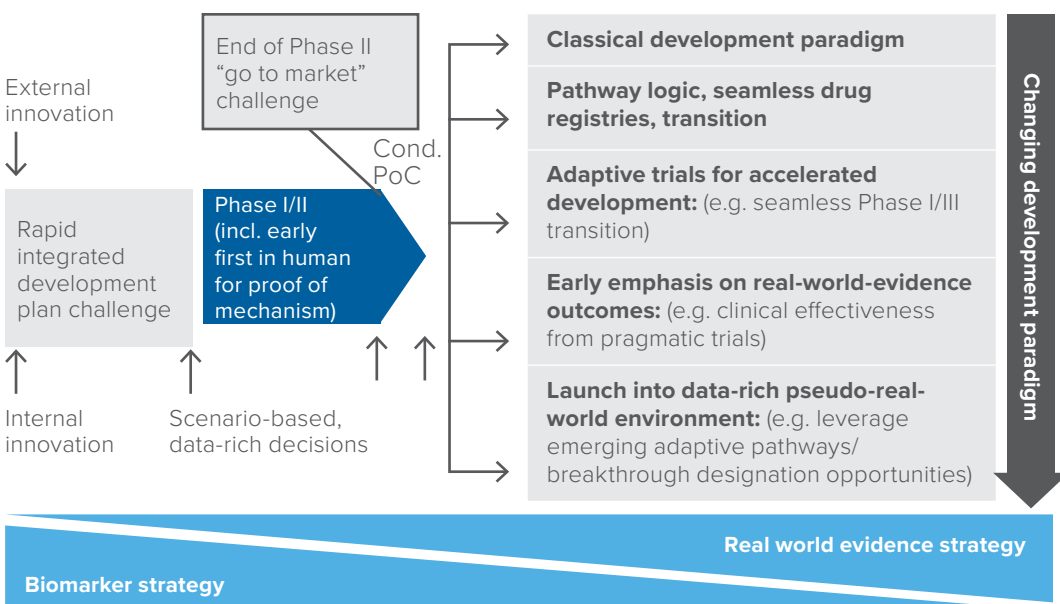 External
innovation
Rapid
integrated
development
plan challenge
Internal
innovation
End of Phase II
“go to market”
challenge
Cond.
PoC
Phase I/II
(incl. early
first in human
for proof of
mechanism)
Scenario-based,
data-rich decisions
Classical development paradigm
Pathway logic, seamless drug
registries, transition
Adaptive trials for accelerated
development: (e.g. seamless Phase I/III
transition)
Early emphasis on real-world-evidence
outcomes: (e.g. clinical effectiveness
from pragmatic trials)
Launch into data-rich pseudo-real-
world environment: (e.g. leverage
emerging adaptive pathways/
breakthrough designation opportunities)
Changing development paradigm
Real world evidence strategy
Biomarker strategy